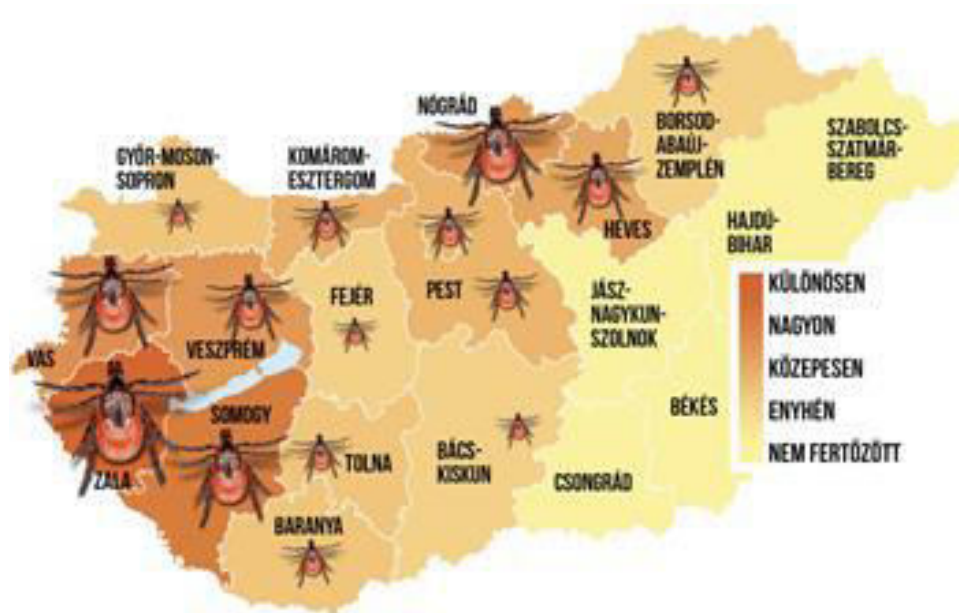 NÓGRÁD
GYŐR-MOSON-
SOPRON
KOMÁROM-
ESZTERGOM
BORSOD-
ABAÚJ-
ZEMPLÉN
SZABOLCS-
SZATMÁR-
BEREG
HEVES
HAJDÚ-
BIHAR
VAS
VESZPRÉM
FEJÉR
PEST
JÁSZ-
NAGYKUN-
SZOLNOK
ZALA
SOMOGY
TOLNA
BÁCS-
KISKUN
BÉKÉS
CSONGRÁD
BARANYA
KÜLÖNÖSEN
NAGYON
KÖZEPESEN
ENYHÉN
NEM FERTŐZÖTT